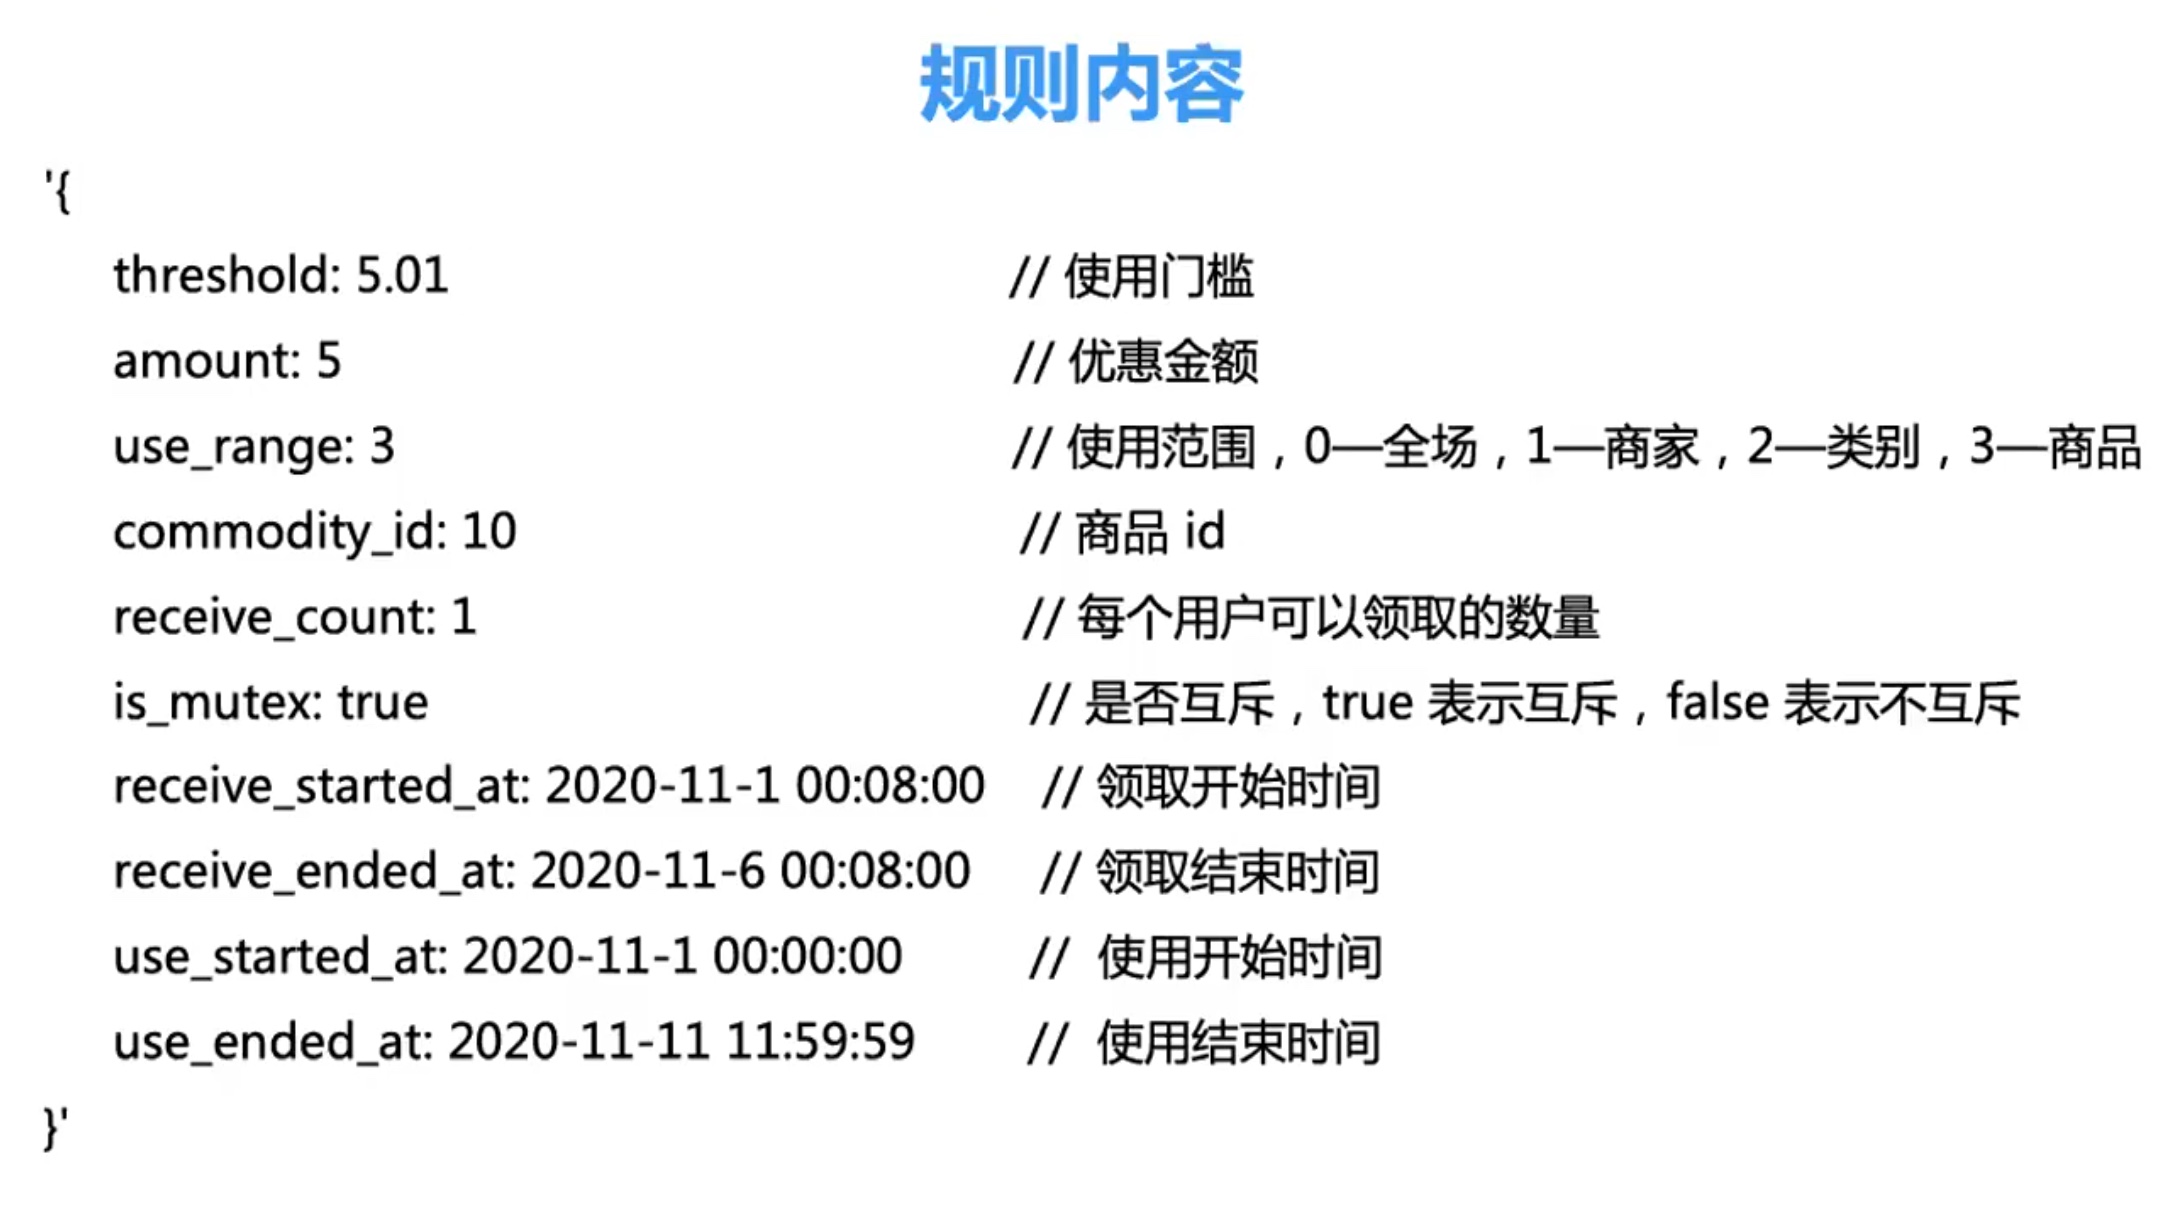 规则内容
'{
threshold: 5.01 // 使用门槛
amount: 5 // 优惠金额
use_range: 3 // 使用范围，0—全场，1—商家，2—类别，3—商品
commodity_id: 10 // 商品 id
receive_count: 1 // 每个用户可以领取的数量
is_mutex: true // 是否互斥，true 表示互斥，false 表示不互斥
receive_started_at: 2020-11-1 00:08:00 // 领取开始时间
receive_ended_at: 2020-11-6 00:08:00 // 领取结束时间
use_started_at: 2020-11-1 00:00:00 // 使用开始时间
use_ended_at: 2020-11-11 11:59:59 // 使用结束时间
}'